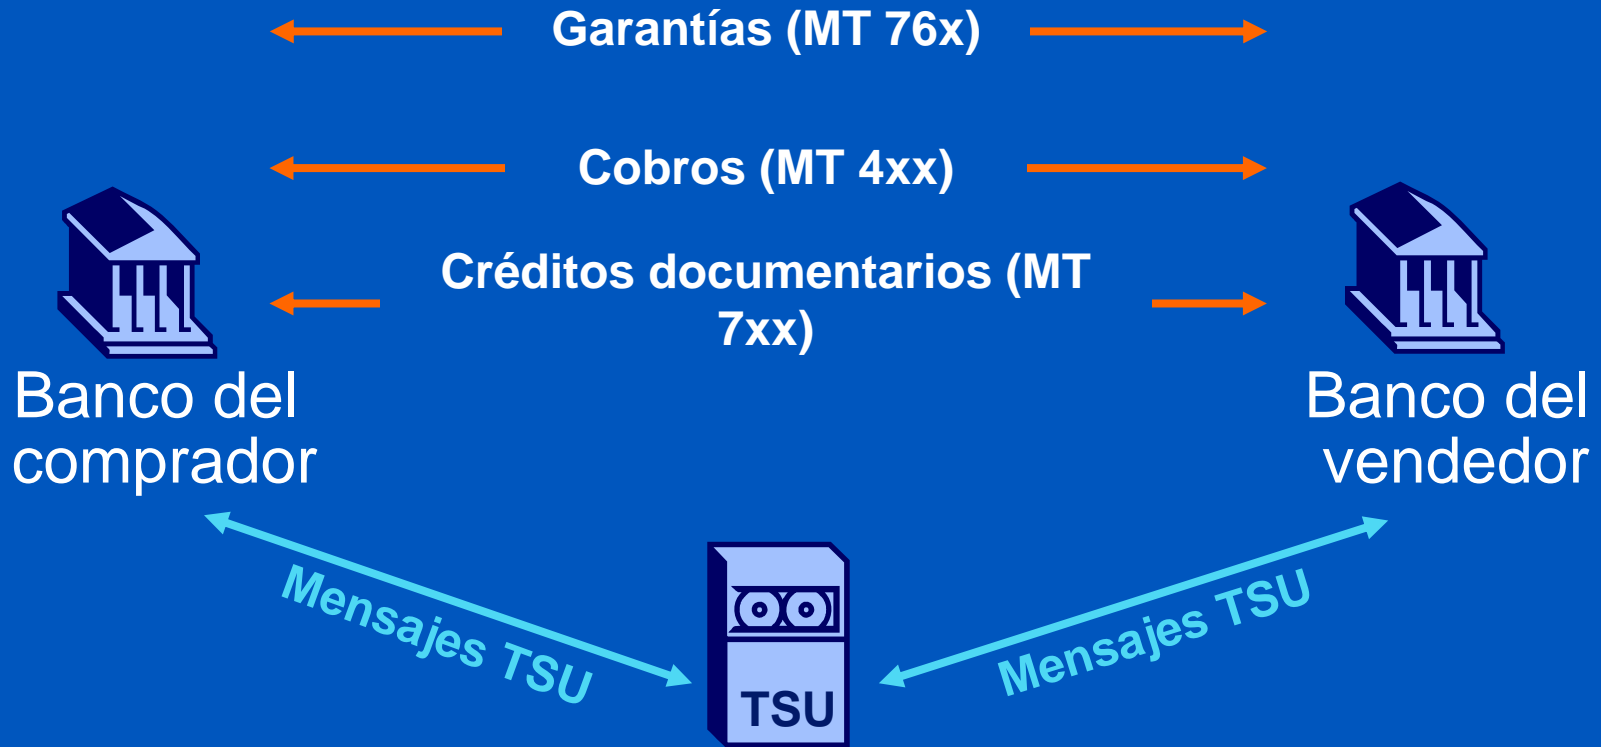 Garantías (MT 76x)
Cobros (MT 4xx)
Créditos documentarios (MT
7xx)
Banco del
comprador
Banco del
vendedor
Mensajes TSU
Mensajes TSU
TSU